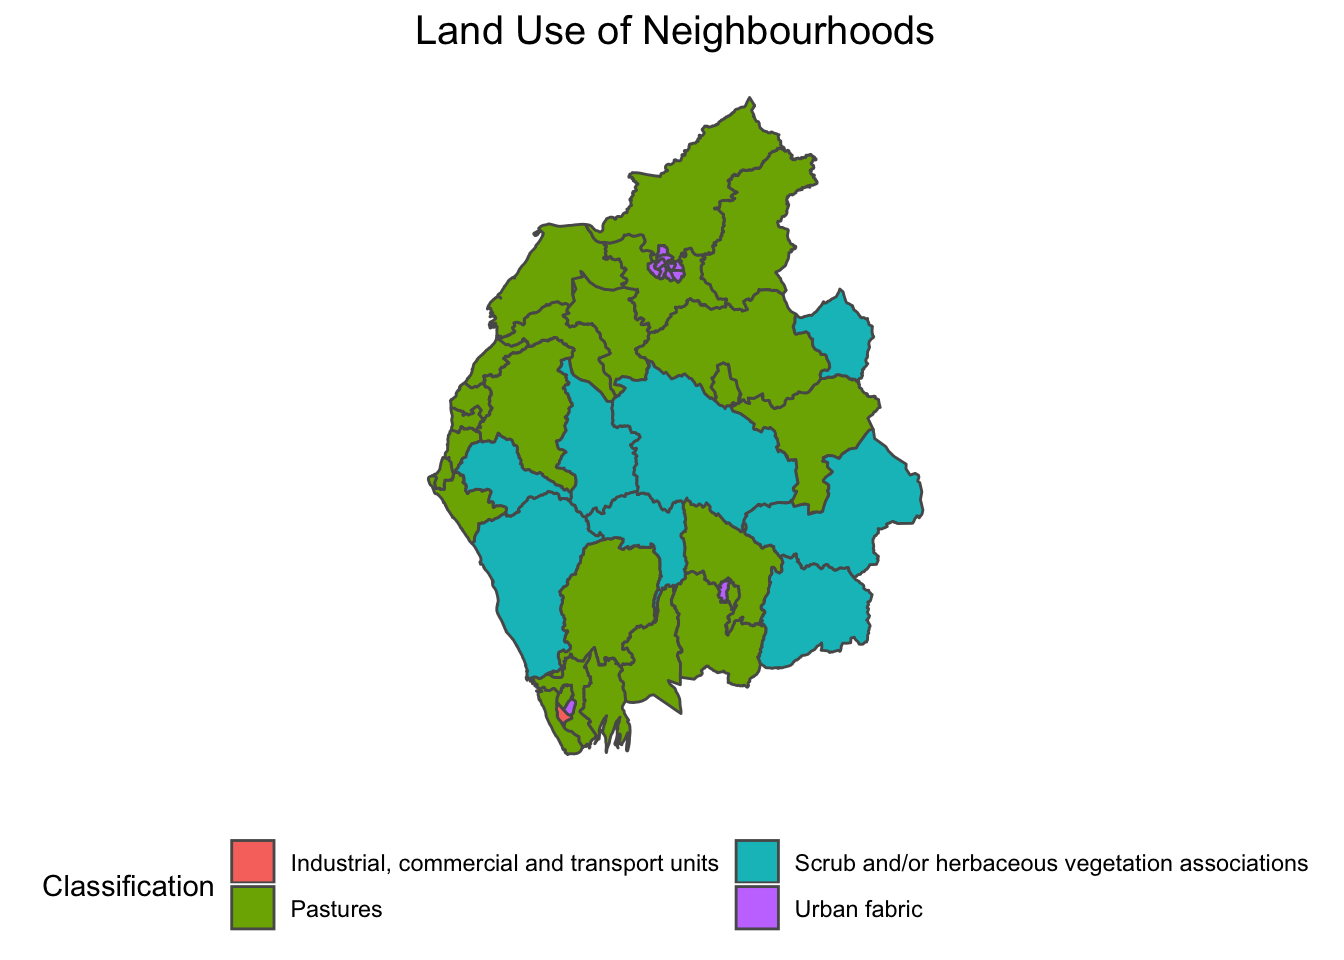 Land Use of Neighbourhoods
Classification
Industrial, commercial and transport units
Pastures
Scrub and/or herbaceous vegetation associations
Urban fabric